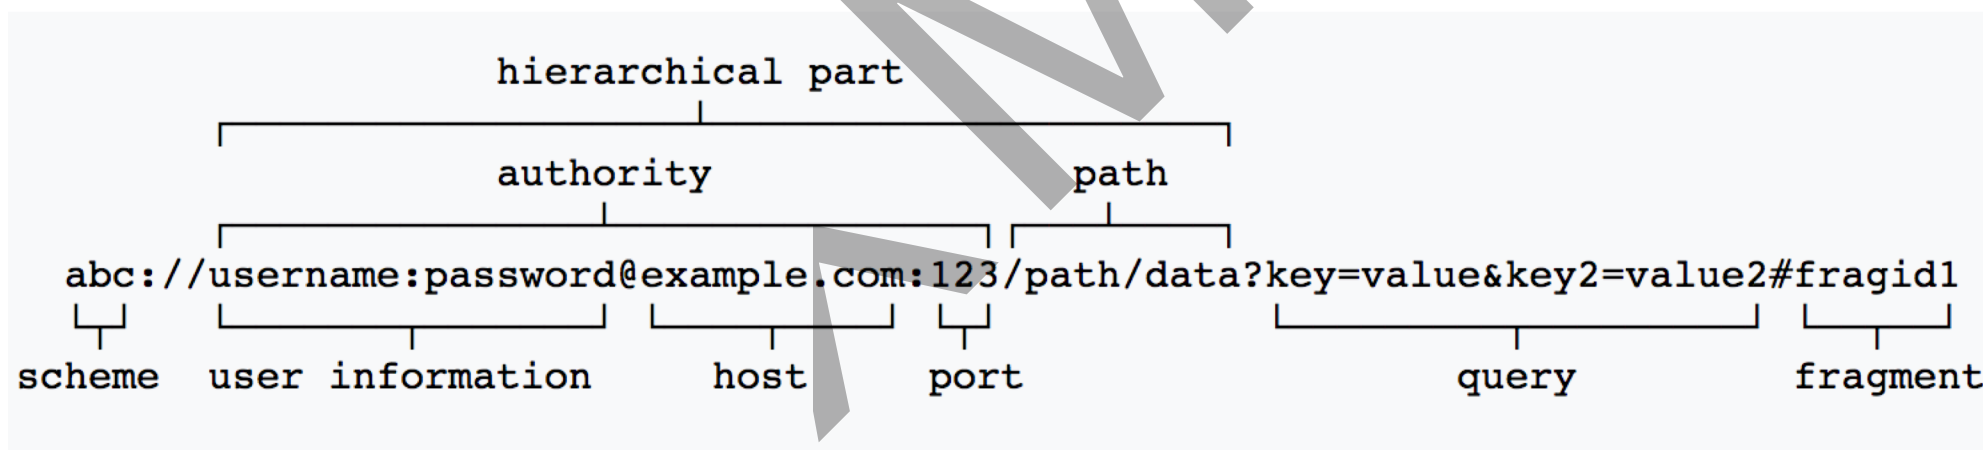 hierarchical part
authority path
abc://username:password@example.com:123/path/data?key=value&key2=value2#fragid1
scheme user information host port query fragment